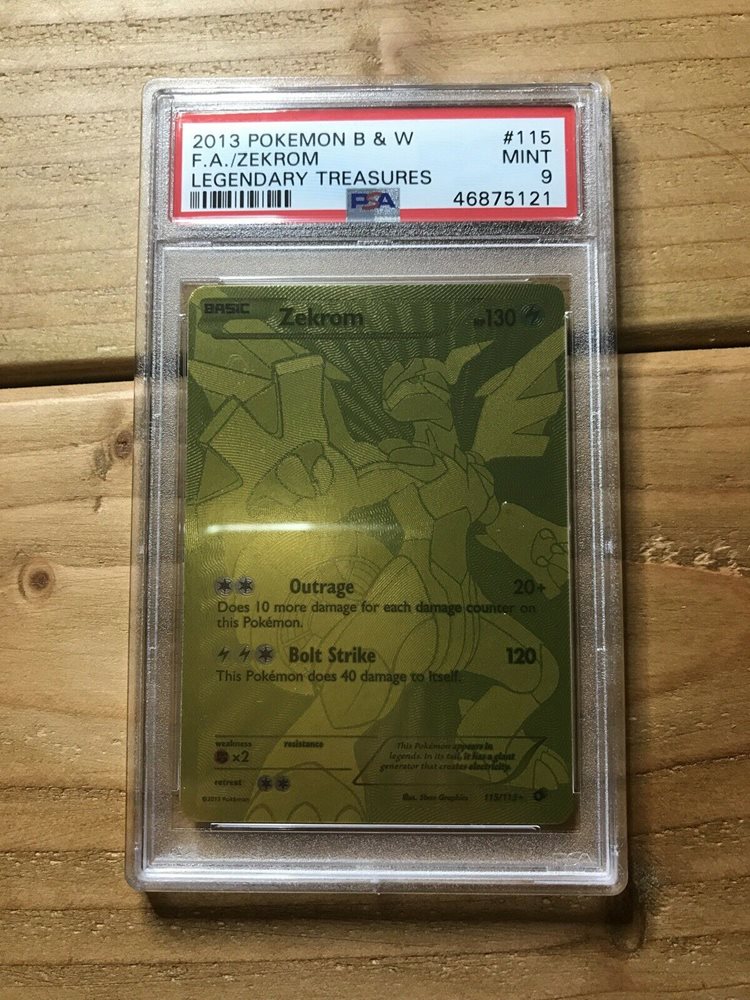 2013 POKEMON B & W #115
F.A./ZEKROM MINT
LEGENDARY TREASURES 9
PSA 46875121
BASIC Zekrom HP130
Outrage 20+
Does 10 more damage for each damage counter on
this Pokémon.
Bolt Strike 120
This Pokémon does 40 damage to itself.
weakness resistance
×2
retreat
This Pokémon appears in
legends. In its tail, it has a giant
generator that creates electricity.
©2013 Pokémon Illus. Shin Graphics